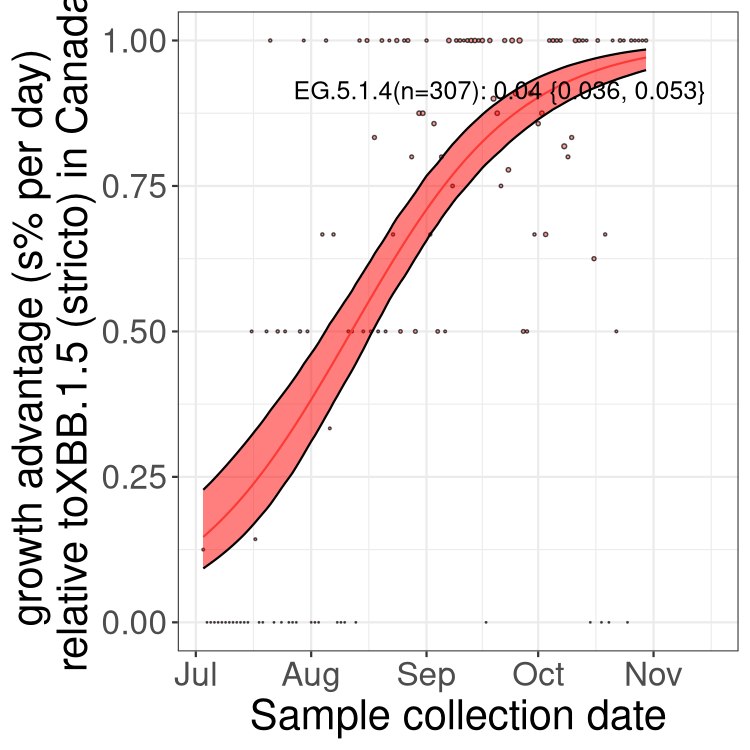 growth advantage (s% per day)
relative toXBB.1.5 (stricto) in Canada
1.00
0.75
0.50
0.25
0.00
EG.5.1.4(n=307): 0.04 {0.036, 0.053}
Jul Aug Sep Oct Nov
Sample collection date